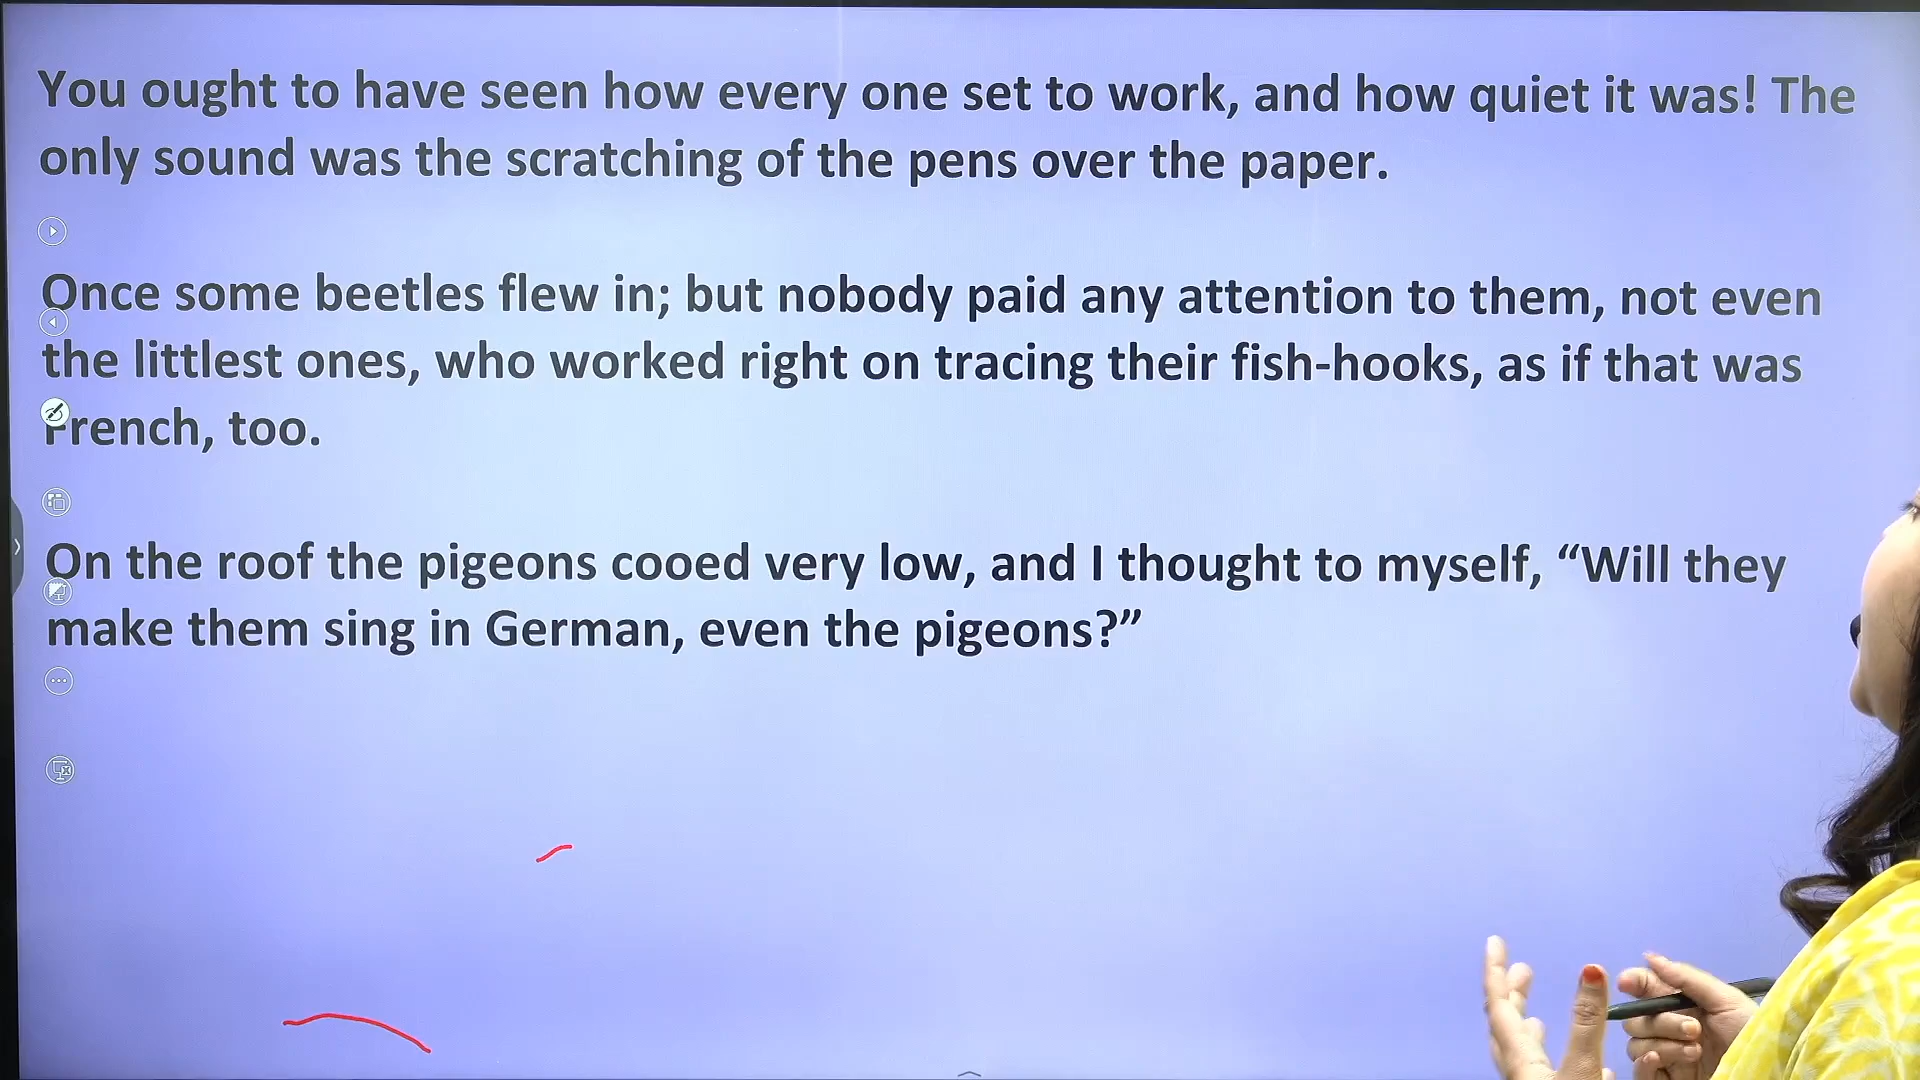 You ought to have seen how every one set to work, and how quiet it was! The
only sound was the scratching of the pens over the paper.
Once some beetles flew in; but nobody paid any attention to them, not even
the littlest ones, who worked right on tracing their fish-hooks, as if that was
French, too.
On the roof the pigeons cooed very low, and I thought to myself, “Will they
make them sing in German, even the pigeons?”